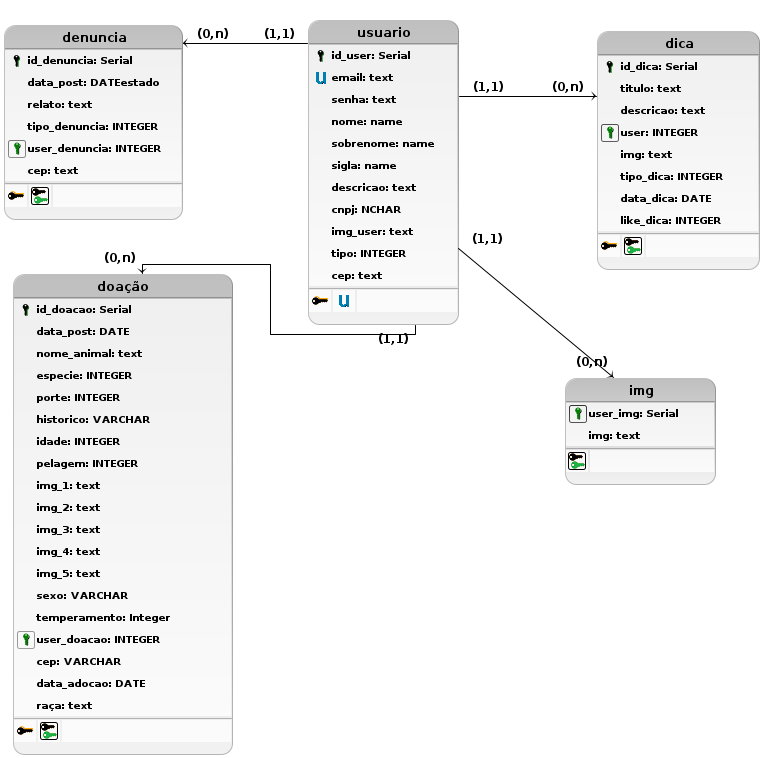 denuncia
id_denuncia: Serial
data_post: DATEestado
relato: text
tipo_denuncia: INTEGER
user_denuncia: INTEGER
cep: text
(0,n)
(1,1)
usuario
id_user: Serial
email: text
senha: text
nome: name
sobrenome: name
sigla: name
descricao: text
cnpj: NCHAR
img_user: text
tipo: INTEGER
cep: text
(1,1)
(0,n)
dica
id_dica: Serial
titulo: text
descricao: text
user: INTEGER
img: text
tipo_dica: INTEGER
data_dica: DATE
like_dica: INTEGER
(1,1)
(0,n)
(0,n)
(1,1)
doação
id_doacao: Serial
data_post: DATE
nome_animal: text
especie: INTEGER
porte: INTEGER
historico: VARCHAR
idade: INTEGER
pelagem: INTEGER
img_1: text
img_2: text
img_3: text
img_4: text
img_5: text
sexo: VARCHAR
temperamento: Integer
user_doacao: INTEGER
cep: VARCHAR
data_adocao: DATE
raça: text
img
user_img: Serial
img: text